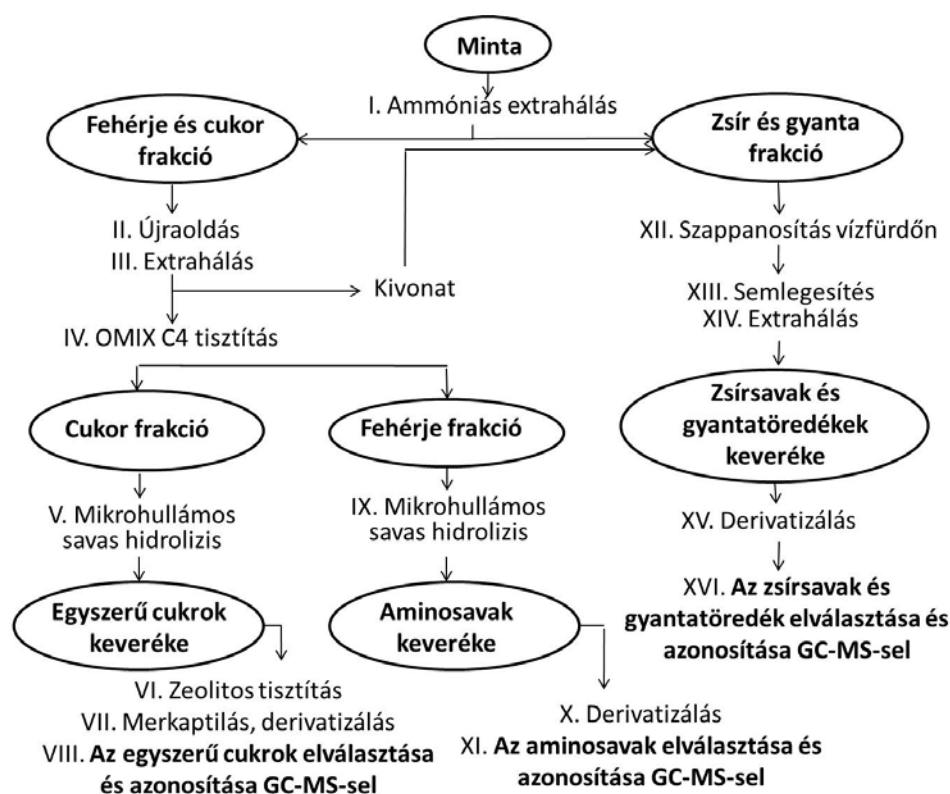 Minta
I. Ammóniás extrahálás
Fehérje és cukor
frakció
Zsír és gyanta
frakció
II. Újraoldás
III. Extrahálás
Kivonat
IV. OMIX C4 tisztítás
XII. Szappanosítás vízfürdőn
XIII. Semlegesítés
XIV. Extrahálás
Cukor frakció
Fehérje frakció
Zsírsavak és
gyantatöredékek
keveréke
V. Mikrohullámos
savas hidrolizis
IX. Mikrohullámos
savas hidrolizis
XV. Derivatizálás
Egyszerű cukrok
keveréke
Aminosavak
keveréke
XVI. Az zsírsavak és
gyantatöredék elválasztása és
azonosítása GC-MS-sel
VI. Zeolitos tisztítás
VII. Merkaptilás, derivatizálás
VIII. Az egyszerű cukrok elválasztása
és azonosítása GC-MS-sel
X. Derivatizálás
XI. Az aminosavak elválasztása és
azonosítása GC-MS-sel